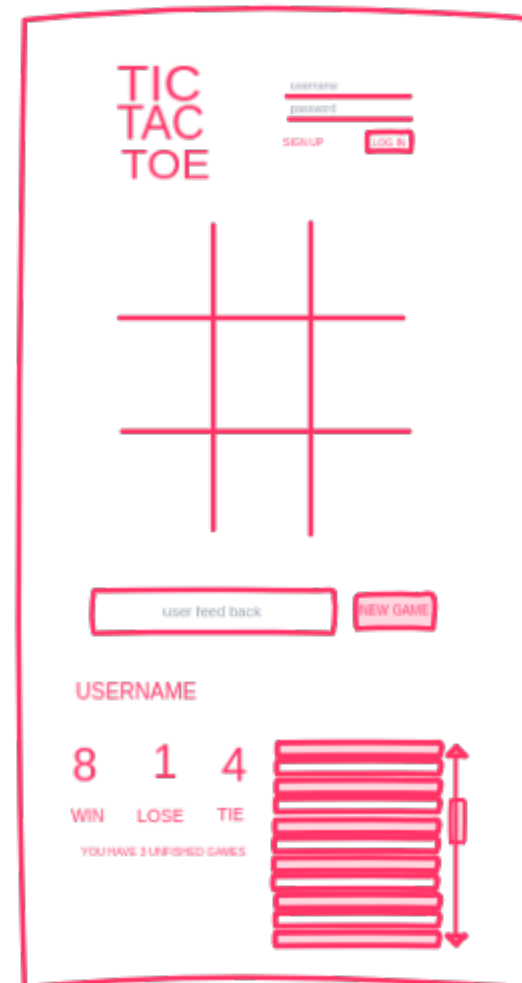 TIC
TAC
TOE
username
password
SIGN UP
LOG IN
user feed back
NEW GAME
USERNAME
8 1 4
WIN LOSE TIE
YOU HAVE 3 UNFISHED GAMES